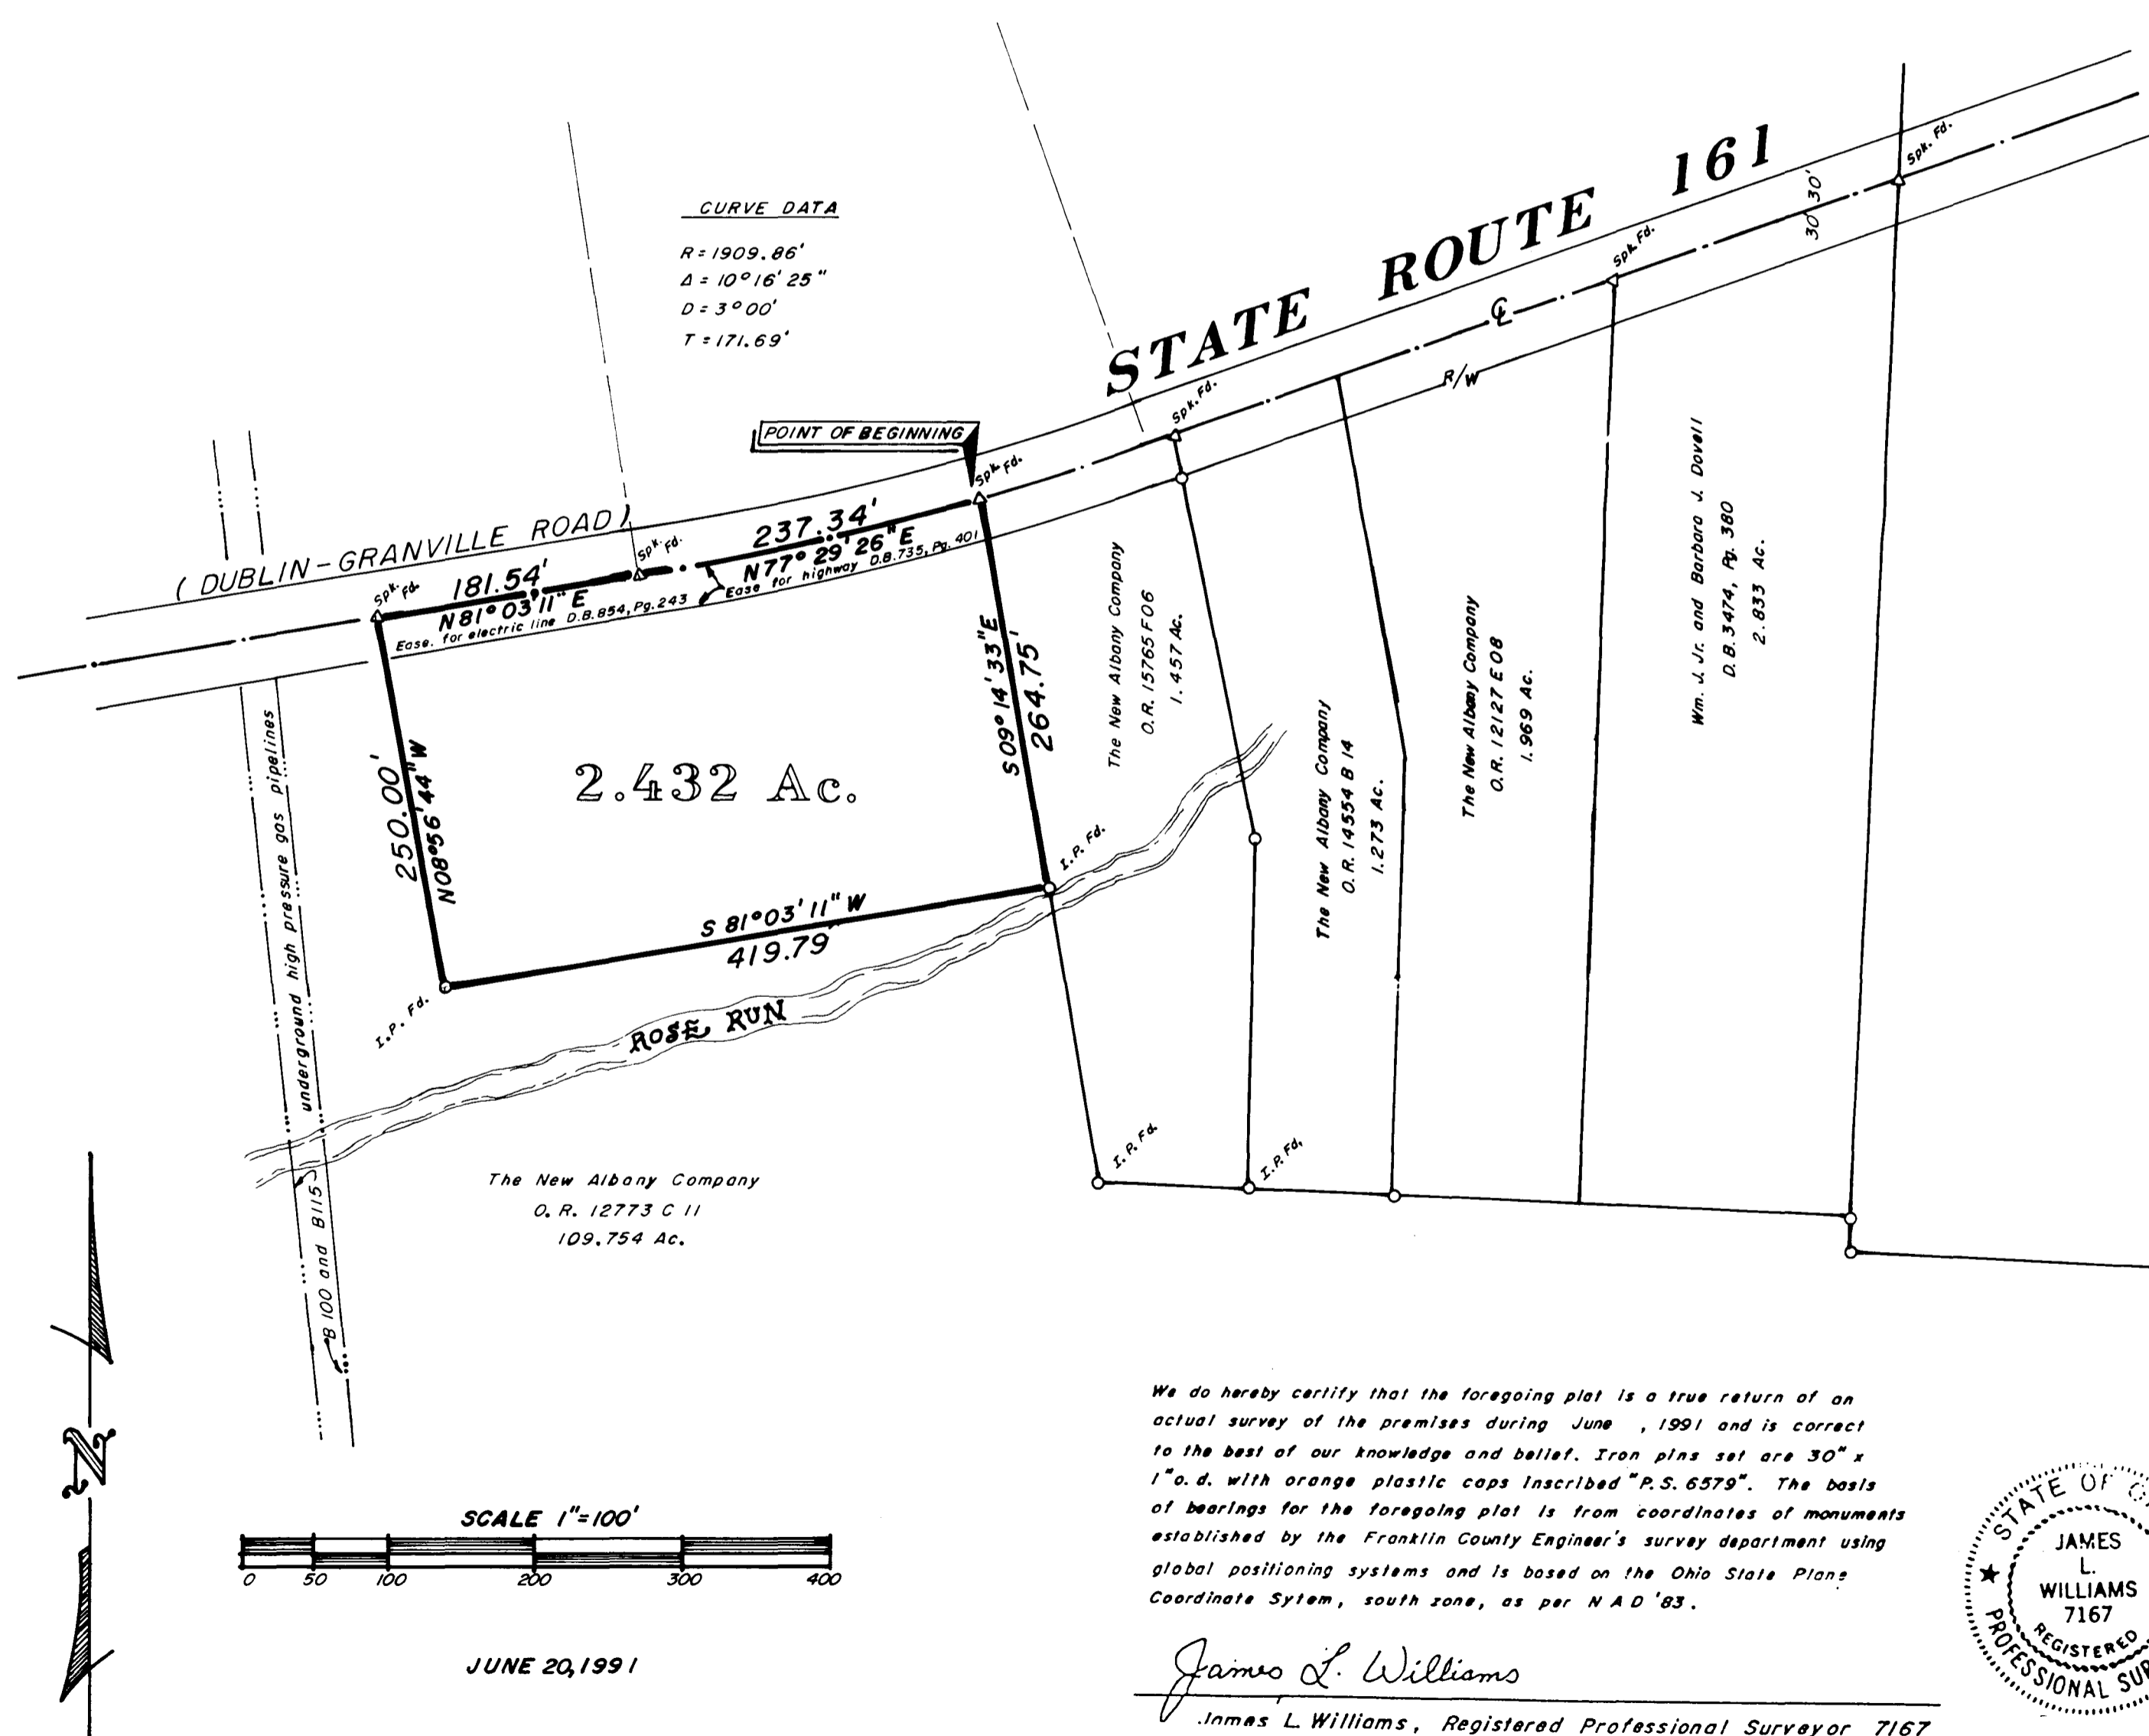 CURVE DATA
R = 1909.86'
Δ = 10° 16' 25"
D = 3° 00'
T = 171.69'
STATE ROUTE 161
30' 30'
Spk. Fd.
Spk. Fd.
℄
R/W
Spk. Fd.
POINT OF BEGINNING
Spk. Fd.
( DUBLIN-GRANVILLE ROAD )
Spk. Fd.
237.34'
N77° 29' 26" E
Ease for highway D.B.735, Pg. 401
Spk. Fd.
181.54'
N81° 03' 11" E
Ease. for electric line D.B.854, Pg.243
250.00'
N08°56'44"W
2.432 Ac.
S09°14'33"E
264.75'
I.P. Fd.
S 81°03'11" W
419.79'
I.P. Fd.
ROSE RUN
underground high pressure gas pipelines
B100 and B115
The New Albany Company
O.R. 15765 F06
1.457 Ac.
The New Albany Company
O.R. 14554 B 14
1.273 Ac.
The New Albany Company
O.R. 12127 E08
1.969 Ac.
Wm. J. Jr. and Barbara J. Dovell
D.B. 3474, Pg. 380
2.833 Ac.
I.P. Fd.
I.P. Fd.
The New Albany Company
O. R. 12773 C 11
109.754 Ac.
N
SCALE 1"=100'
0 50 100 200 300 400
JUNE 20, 1991
We do hereby certify that the foregoing plat is a true return of an
actual survey of the premises during June , 1991 and is correct
to the best of our knowledge and belief. Iron pins set are 30" x
1" o.d. with orange plastic caps inscribed "P.S. 6579". The basis
of bearings for the foregoing plat is from coordinates of monuments
established by the Franklin County Engineer's survey department using
global positioning systems and is based on the Ohio State Plane
Coordinate Sytem, south zone, as per N A D '83.
James L. Williams
James L. Williams, Registered Professional Surveyor 7167
STATE OF
JAMES
L.
WILLIAMS
7167
REGISTERED
PROFESSIONAL